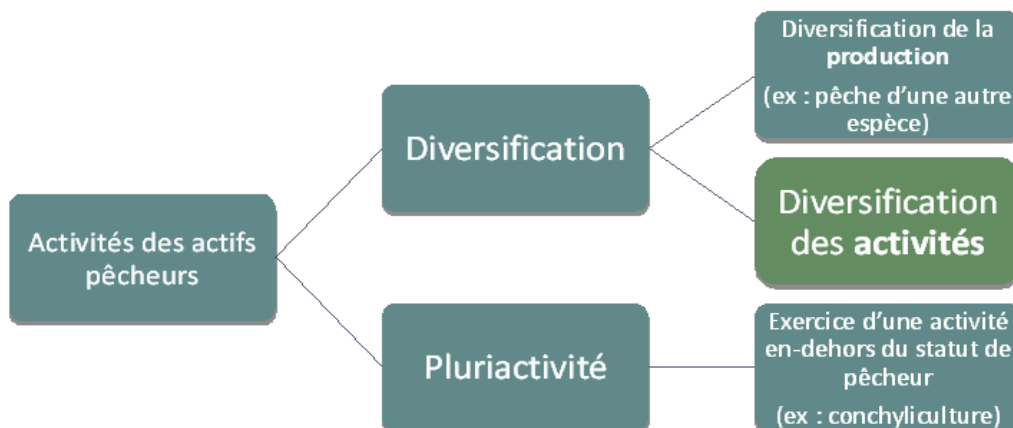 Activités des actifs
pêcheurs
Diversification
Pluriactivité
Diversification de la
production
(ex : pêche d'une autre
espèce)
Diversification
des activités
Exercice d'une activité
en-dehors du statut de
pêcheur
(ex : conchyliculture)